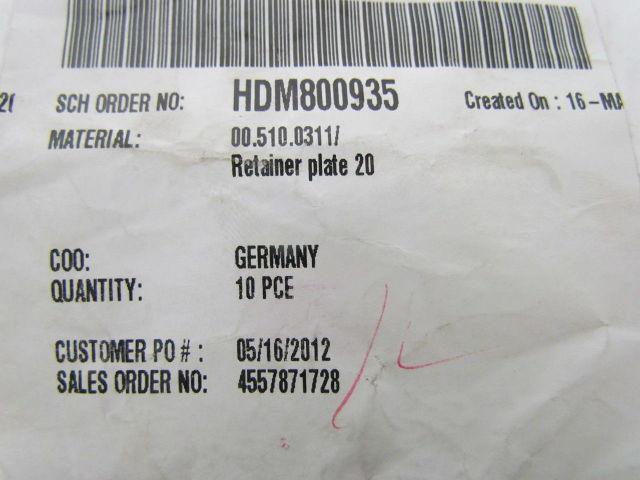 SCH ORDER NO: HDM800935 Created On : 16-MA
MATERIAL: 00.510.0311/
Retainer plate 20
COO: GERMANY
QUANTITY: 10 PCE
CUSTOMER PO # : 05/16/2012
SALES ORDER NO: 4557871728